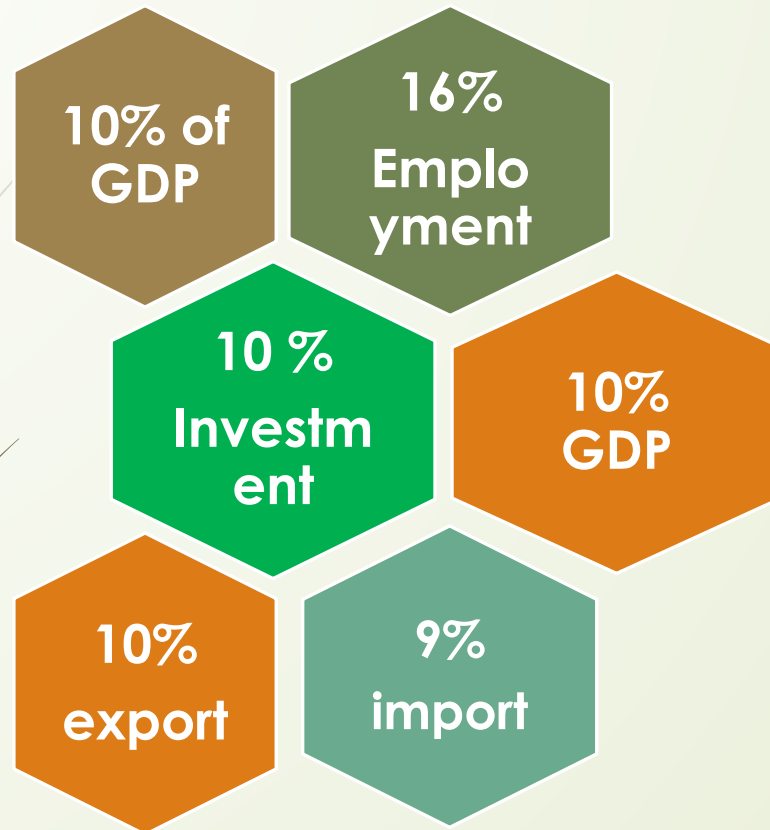 10% of
GDP
16%
Emplo
yment
10 %
Investm
ent
10%
GDP
10%
export
9%
import